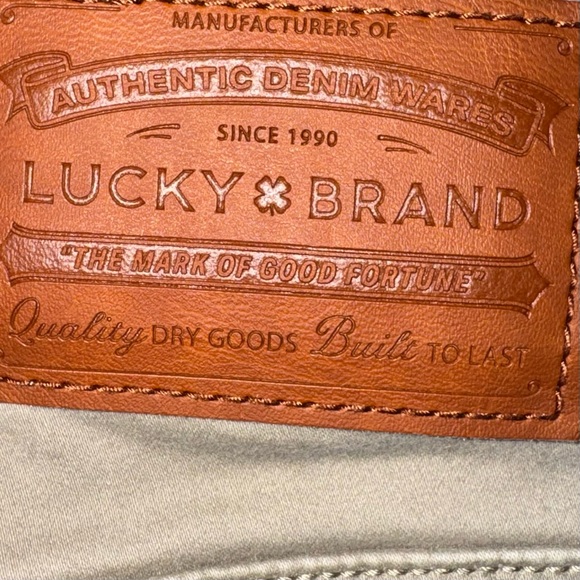 MANUFACTURERS OF
AUTHENTIC DENIM WARES
SINCE 1990
LUCKY BRAND
"THE MARK OF GOOD FORTUNE"
Quality DRY GOODS Built TO LAST